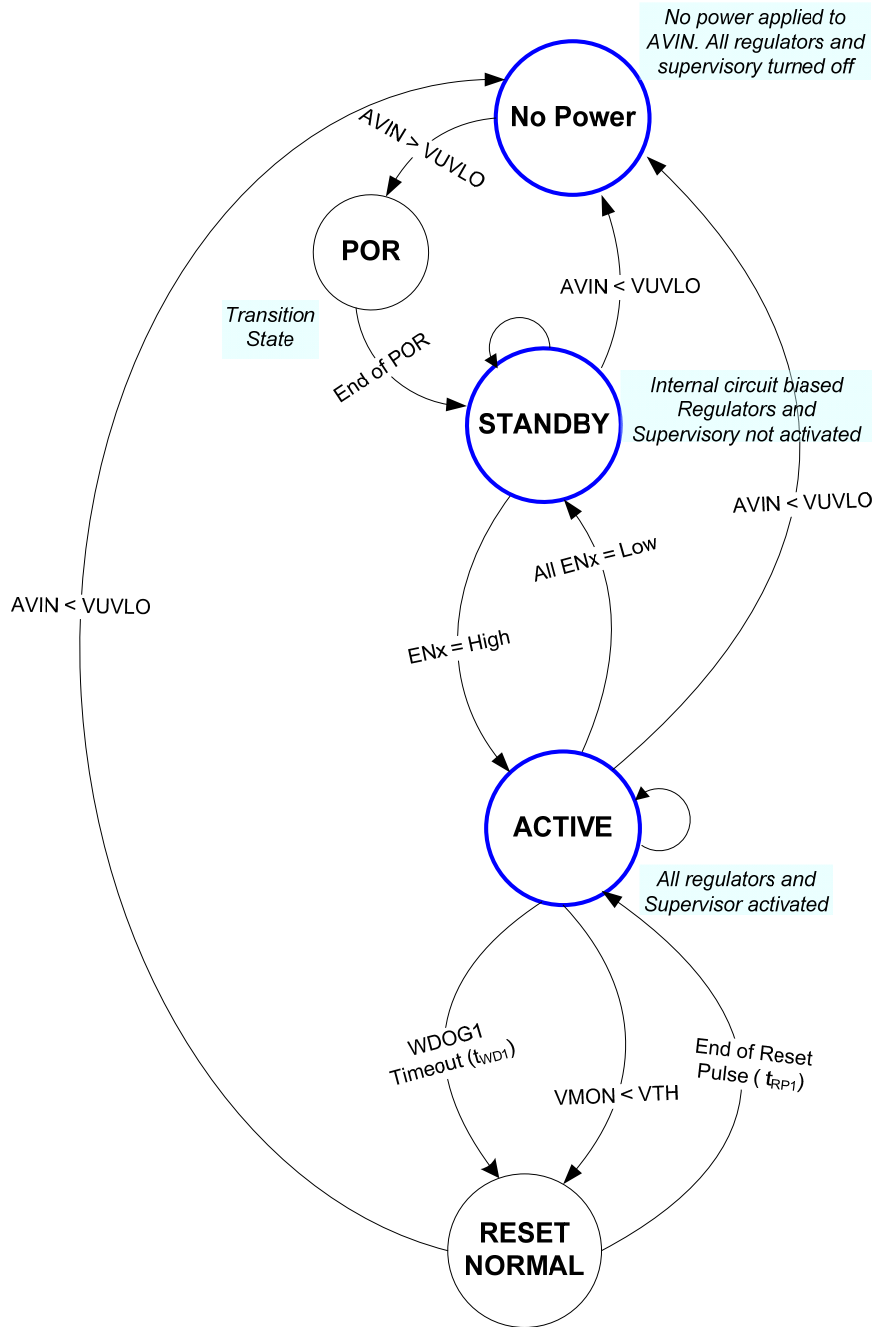 No power applied to
AVIN. All regulators and
supervisory turned off
No Power
AVIN > VUVLO
POR
Transition
State
End of POR
AVIN < VUVLO
STANDBY
Internal circuit biased
Regulators and
Supervisory not activated
AVIN < VUVLO
All ENx = Low
AVIN < VUVLO
ENx = High
ACTIVE
All regulators and
Supervisor activated
WDOG1
Timeout (tWD1)
End of Reset
Pulse ( tRP1)
VMON < VTH
RESET
NORMAL